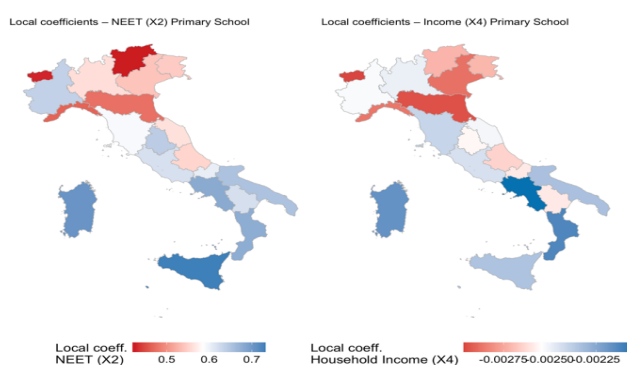 Local coefficients – NEET (X2) Primary School
Local coefficients – Income (X4) Primary School
Local coeff.
NEET (X2)
0.5 0.6 0.7
Local coeff.
Household Income (X4)
-0.00275 -0.00250 -0.00225